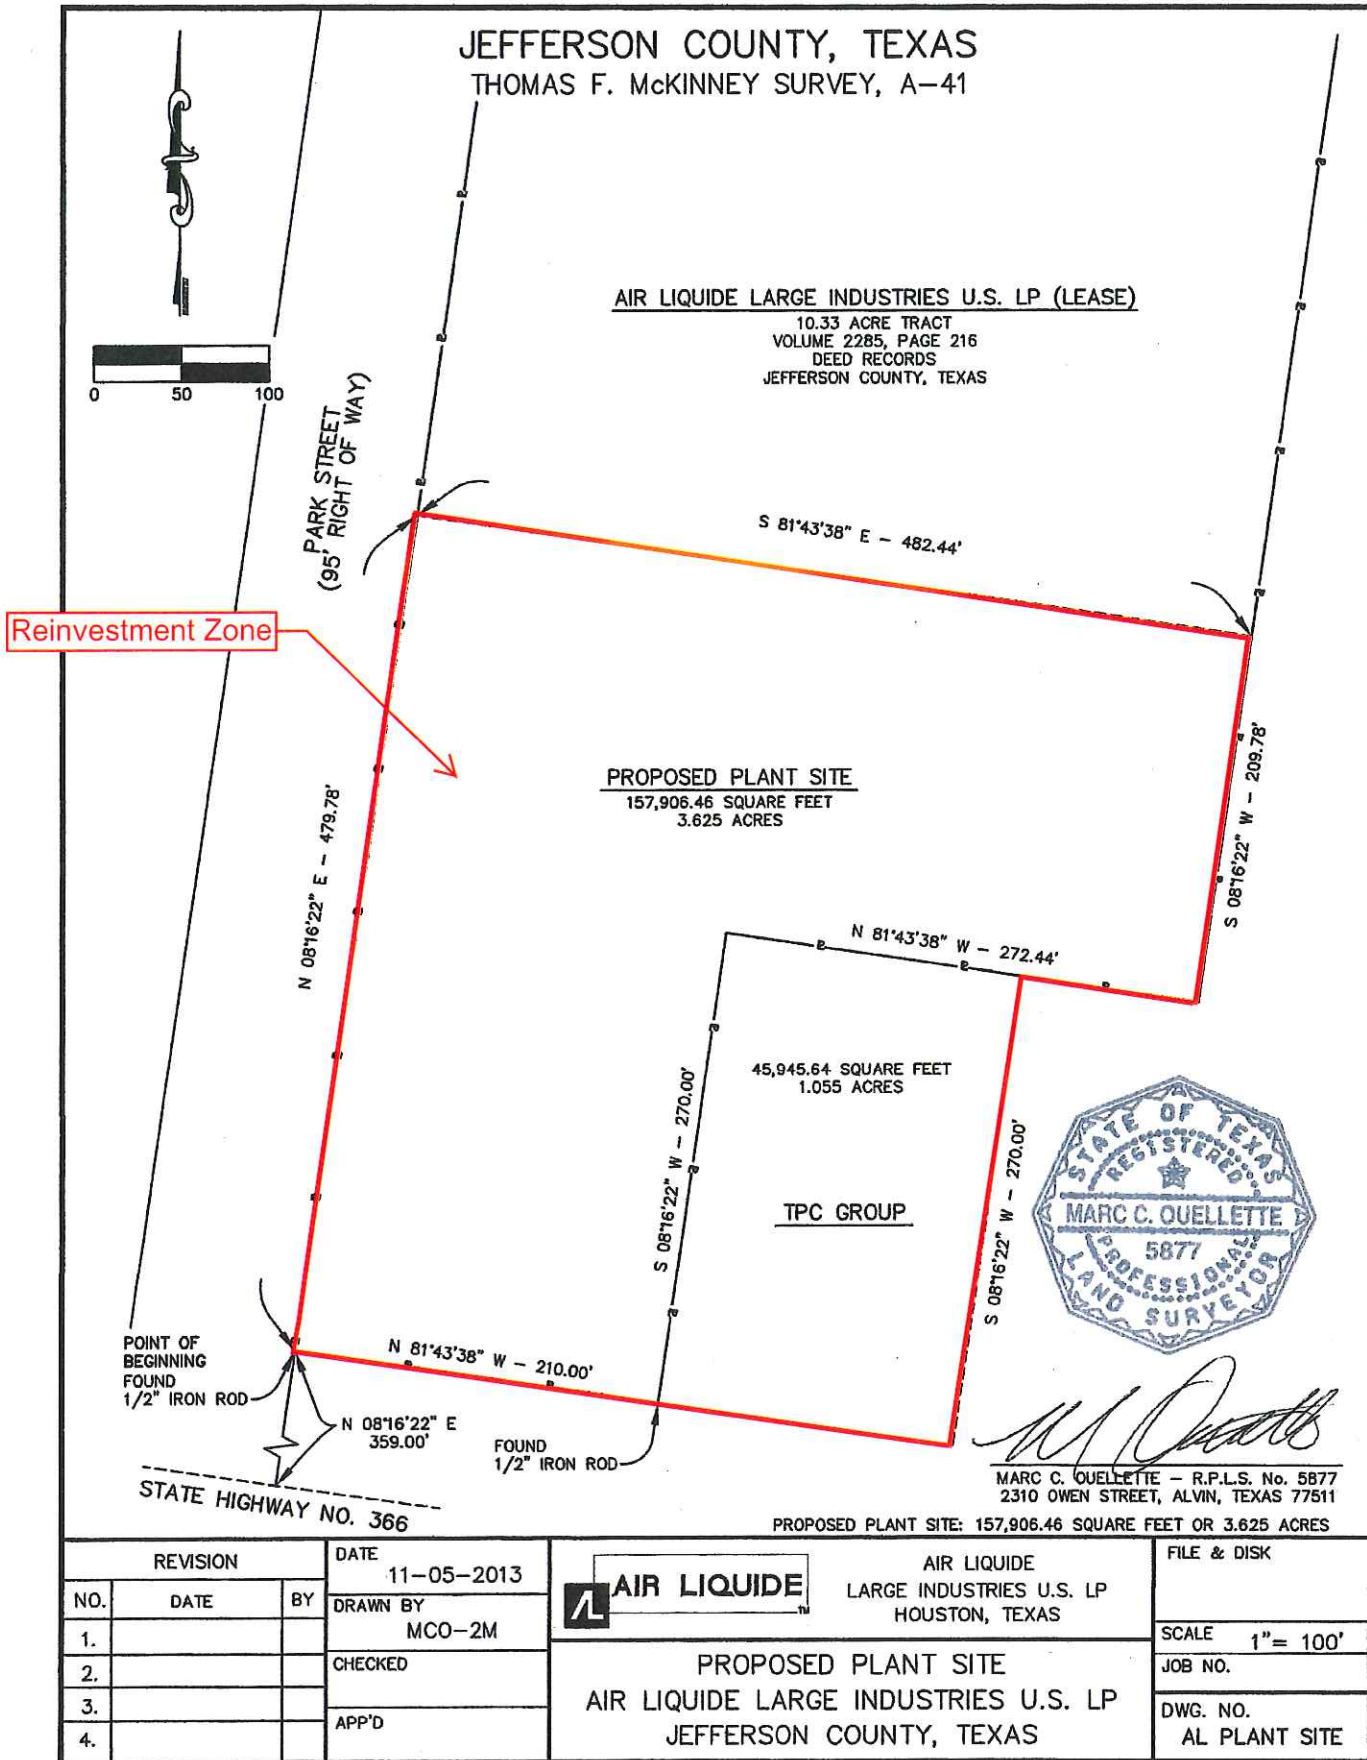 JEFFERSON COUNTY, TEXAS
THOMAS F. McKINNEY SURVEY, A-41
0 50 100
AIR LIQUIDE LARGE INDUSTRIES U.S. LP (LEASE)
10.33 ACRE TRACT
VOLUME 2285, PAGE 216
DEED RECORDS
JEFFERSON COUNTY, TEXAS
PARK STREET
(95' RIGHT OF WAY)
S 81°43'38" E - 482.44'
Reinvestment Zone
PROPOSED PLANT SITE
157,906.46 SQUARE FEET
3.625 ACRES
S 08°16'22" W - 209.78'
N 08°16'22" E - 479.78'
N 81°43'38" W - 272.44'
45,945.64 SQUARE FEET
1.055 ACRES
S 08°16'22" W - 270.00'
TPC GROUP
S 08°16'22" W - 270.00'
STATE OF TEXAS
REGISTERED
MARC C. OUELLETTE
5877
PROFESSIONAL
LAND SURVEYOR
POINT OF
BEGINNING
FOUND
1/2" IRON ROD
N 81°43'38" W - 210.00'
N 08°16'22" E
359.00'
FOUND
1/2" IRON ROD
STATE HIGHWAY NO. 366
MARC C. OUELLETTE - R.P.L.S. No. 5877
2310 OWEN STREET, ALVIN, TEXAS 77511
PROPOSED PLANT SITE: 157,906.46 SQUARE FEET OR 3.625 ACRES
REVISION
NO. DATE BY
1.
2.
3.
4.
DATE
11-05-2013
DRAWN BY
MCO-2M
CHECKED
APP'D
AIR LIQUIDE
TM
AIR LIQUIDE
LARGE INDUSTRIES U.S. LP
HOUSTON, TEXAS
PROPOSED PLANT SITE
AIR LIQUIDE LARGE INDUSTRIES U.S. LP
JEFFERSON COUNTY, TEXAS
FILE & DISK
SCALE 1"= 100'
JOB NO.
DWG. NO.
AL PLANT SITE